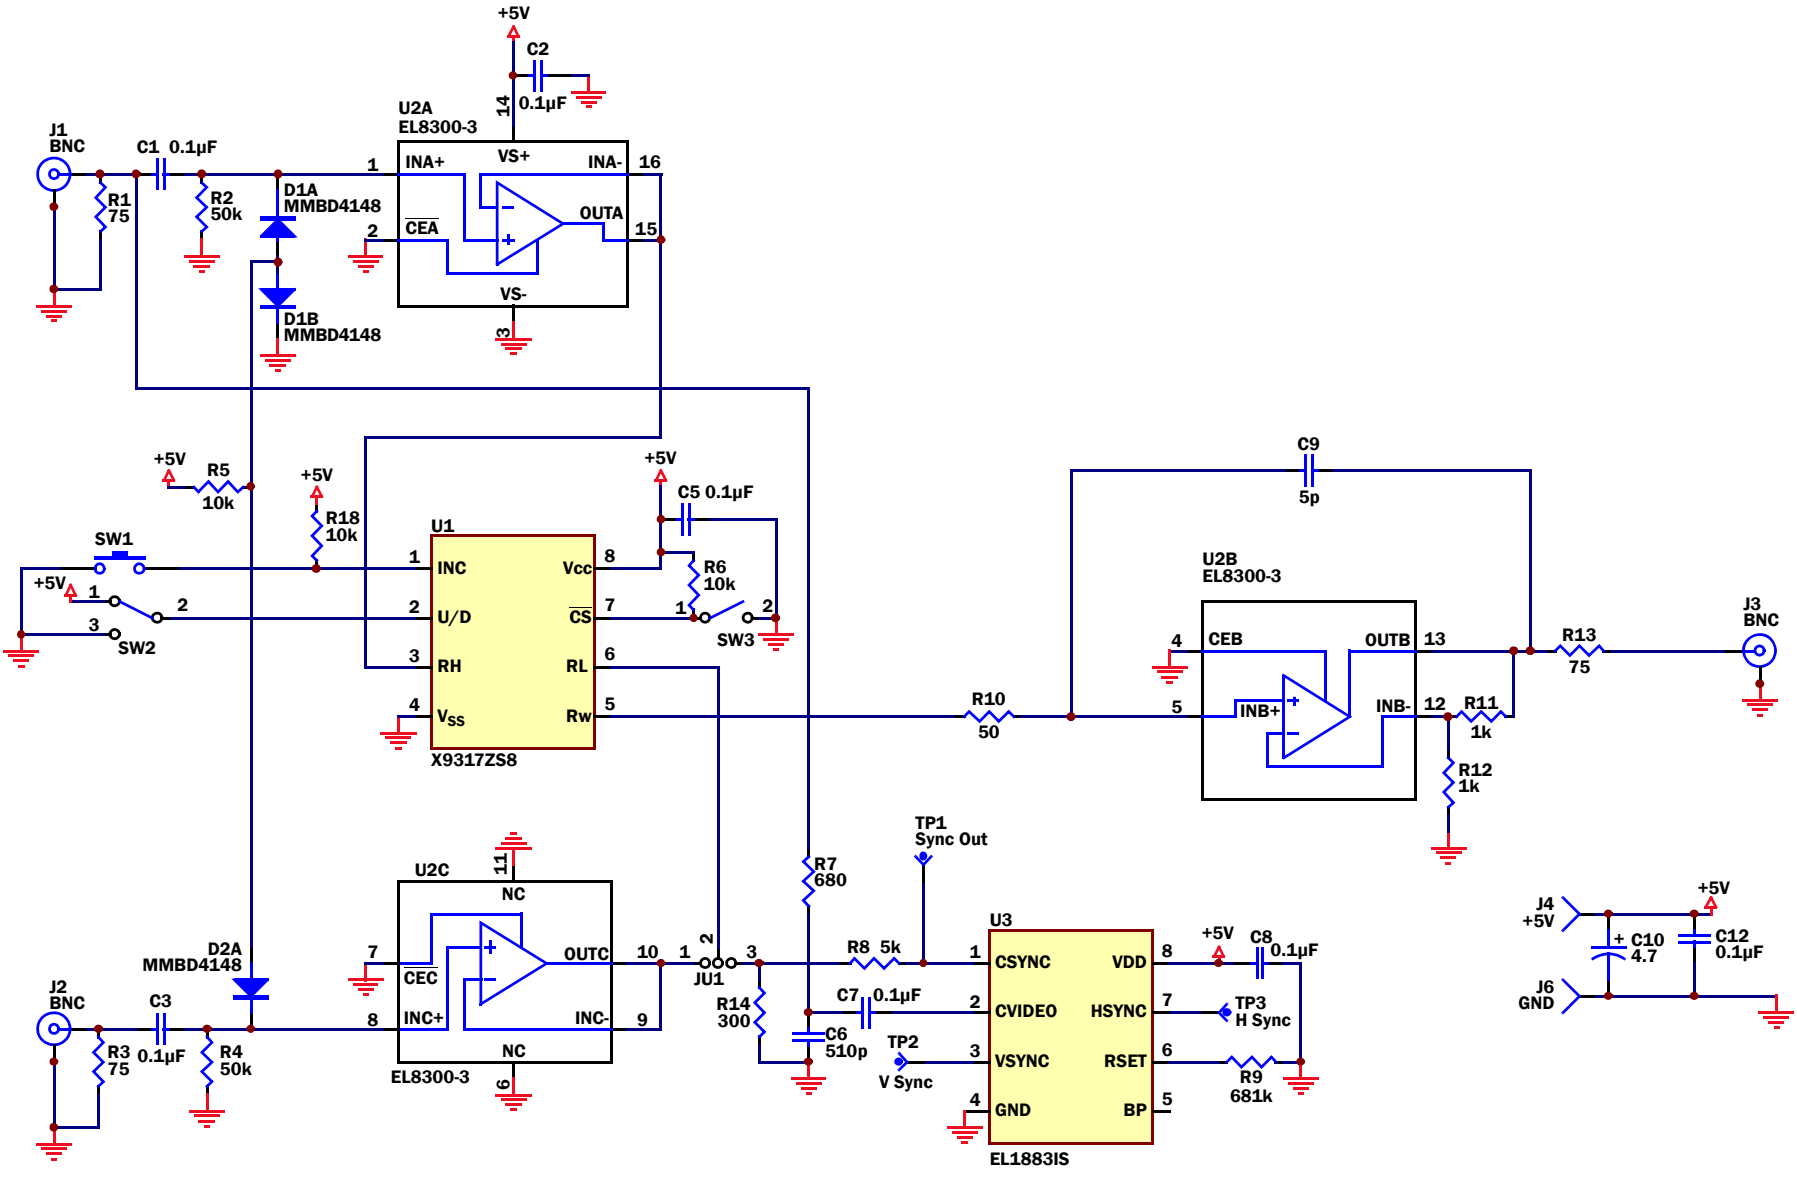 +5V
C2
0.1µF
14
U2A
EL8300-3
J1
BNC
C1 0.1µF
1
INA+
VS+
INA-
16
R1
75
R2
50k
D1A
MMBD4148
2
CEA
OUTA
15
VS-
3
D1B
MMBD4148
+5V
R5
10k
+5V
R18
10k
+5V
C5 0.1µF
SW1
U1
1
INC
Vcc
8
R6
10k
+5V
1
2
3
SW2
2
U/D
CS
7
1
2
SW3
3
RH
RL
6
4
VSS
Rw
5
X9317ZS8
C9
5p
U2B
EL8300-3
4
CEB
OUTB
13
R13
75
J3
BNC
R10
50
5
INB+
INB-
12
R11
1k
R12
1k
TP1
Sync Out
R7
680
U2C
11
NC
7
CEC
OUTC
10
1
2
3
JU1
R8 5k
U3
1
CSYNC
VDD
8
+5V
C8
0.1µF
D2A
MMBD4148
J2
BNC
C3
0.1µF
R3
75
R4
50k
8
INC+
INC-
9
NC
6
EL8300-3
R14
300
C7 0.1µF
C6
510p
2
CVIDEO
HSYNC
7
TP3
H Sync
TP2
V Sync
3
VSYNC
RSET
6
R9
681k
4
GND
BP
5
EL1883IS
J4
+5V
+5V
+ C10
4.7
C12
0.1µF
J6
GND